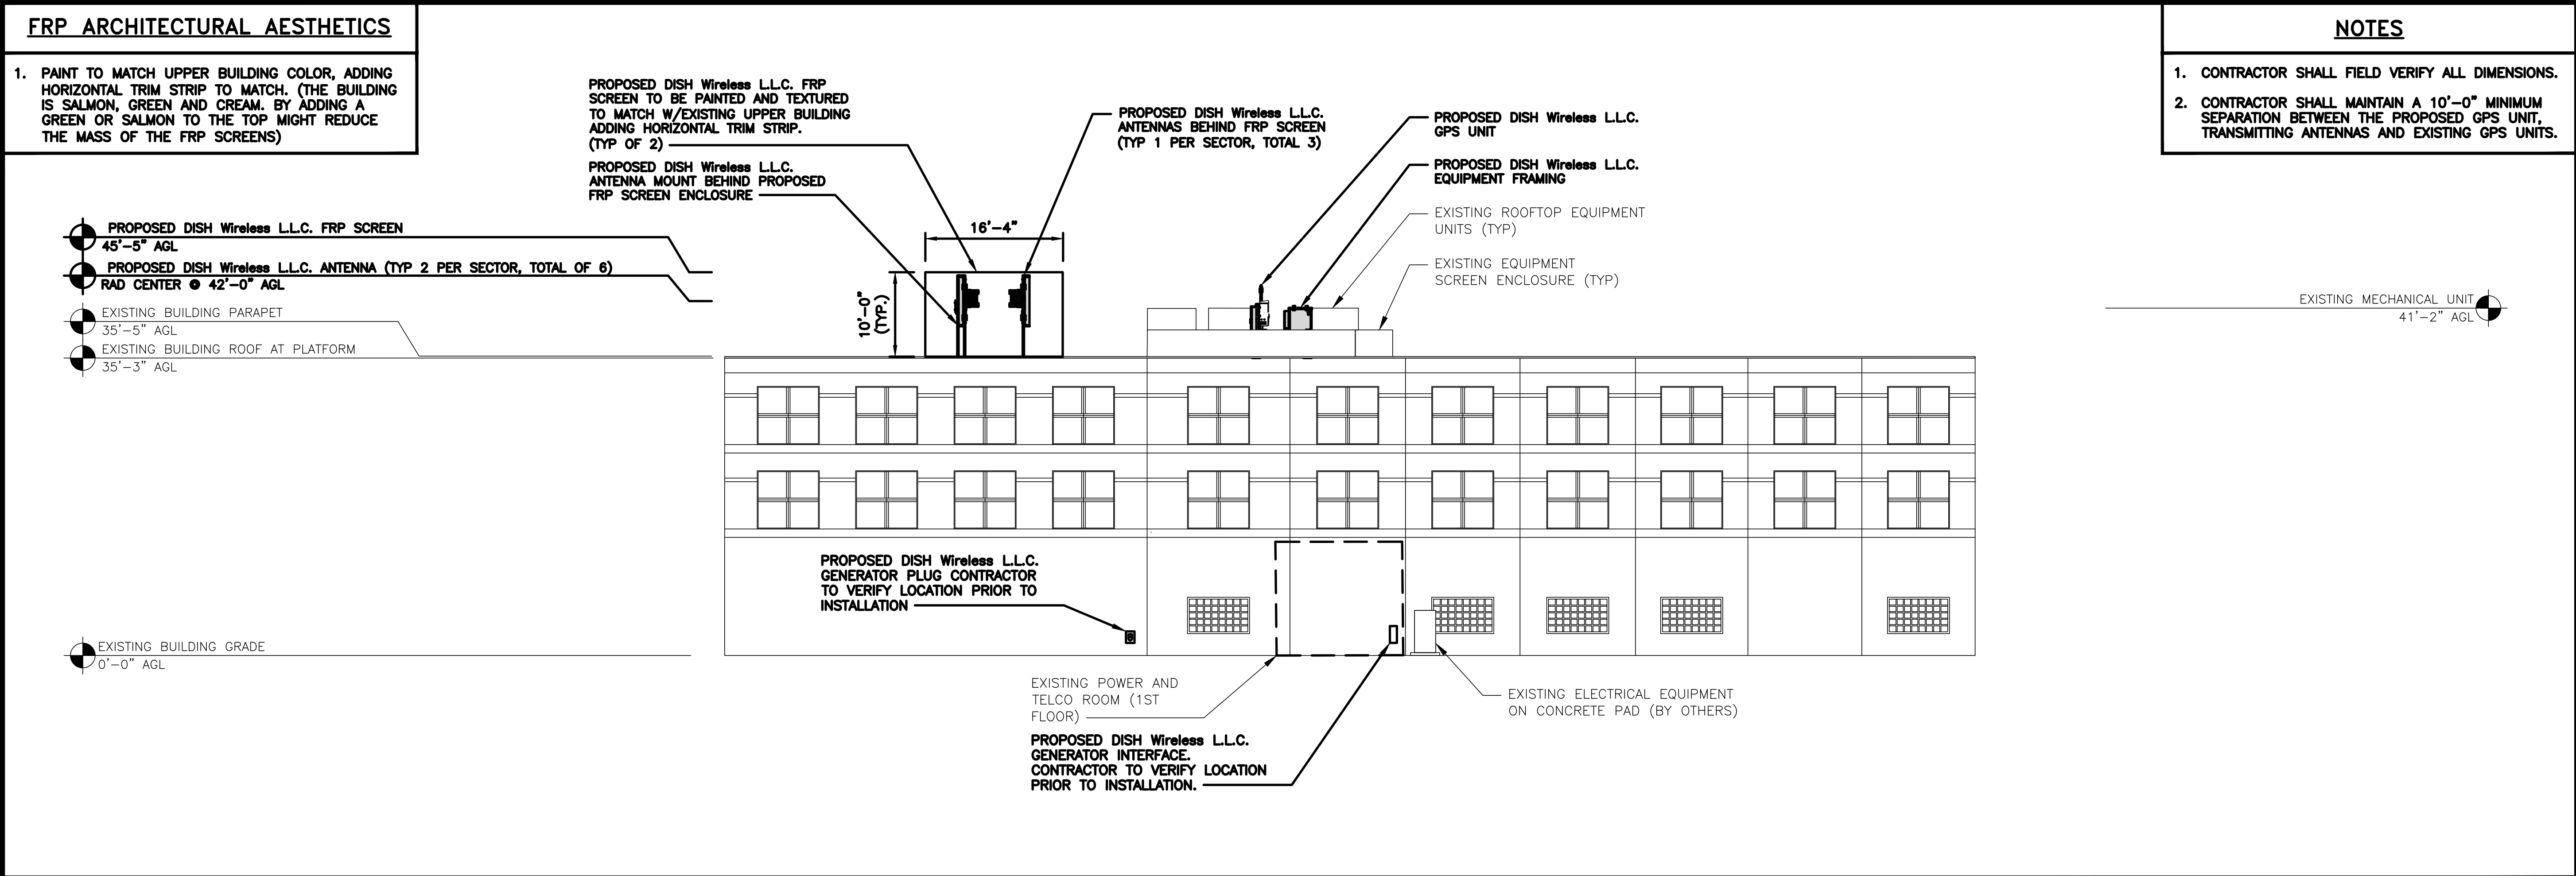 FRP ARCHITECTURAL AESTHETICS
1. PAINT TO MATCH UPPER BUILDING COLOR, ADDING
HORIZONTAL TRIM STRIP TO MATCH. (THE BUILDING
IS SALMON, GREEN AND CREAM. BY ADDING A
GREEN OR SALMON TO THE TOP MIGHT REDUCE
THE MASS OF THE FRP SCREENS)
NOTES
1. CONTRACTOR SHALL FIELD VERIFY ALL DIMENSIONS.
2. CONTRACTOR SHALL MAINTAIN A 10'-0" MINIMUM
SEPARATION BETWEEN THE PROPOSED GPS UNIT,
TRANSMITTING ANTENNAS AND EXISTING GPS UNITS.
PROPOSED DISH Wireless L.L.C. FRP
SCREEN TO BE PAINTED AND TEXTURED
TO MATCH W/EXISTING UPPER BUILDING
ADDING HORIZONTAL TRIM STRIP.
(TYP OF 2)
PROPOSED DISH Wireless L.L.C.
ANTENNA MOUNT BEHIND PROPOSED
FRP SCREEN ENCLOSURE
PROPOSED DISH Wireless L.L.C.
ANTENNAS BEHIND FRP SCREEN
(TYP 1 PER SECTOR, TOTAL 3)
PROPOSED DISH Wireless L.L.C.
GPS UNIT
PROPOSED DISH Wireless L.L.C.
EQUIPMENT FRAMING
EXISTING ROOFTOP EQUIPMENT
UNITS (TYP)
EXISTING EQUIPMENT
SCREEN ENCLOSURE (TYP)
PROPOSED DISH Wireless L.L.C. FRP SCREEN
45'-5" AGL
PROPOSED DISH Wireless L.L.C. ANTENNA (TYP 2 PER SECTOR, TOTAL OF 6)
RAD CENTER @ 42'-0" AGL
EXISTING BUILDING PARAPET
35'-5" AGL
EXISTING BUILDING ROOF AT PLATFORM
35'-3" AGL
16'-4"
10'-0"
(TYP.)
EXISTING MECHANICAL UNIT
41'-2" AGL
PROPOSED DISH Wireless L.L.C.
GENERATOR PLUG CONTRACTOR
TO VERIFY LOCATION PRIOR TO
INSTALLATION
EXISTING BUILDING GRADE
0'-0" AGL
EXISTING POWER AND
TELCO ROOM (1ST
FLOOR)
PROPOSED DISH Wireless L.L.C.
GENERATOR INTERFACE.
CONTRACTOR TO VERIFY LOCATION
PRIOR TO INSTALLATION.
EXISTING ELECTRICAL EQUIPMENT
ON CONCRETE PAD (BY OTHERS)